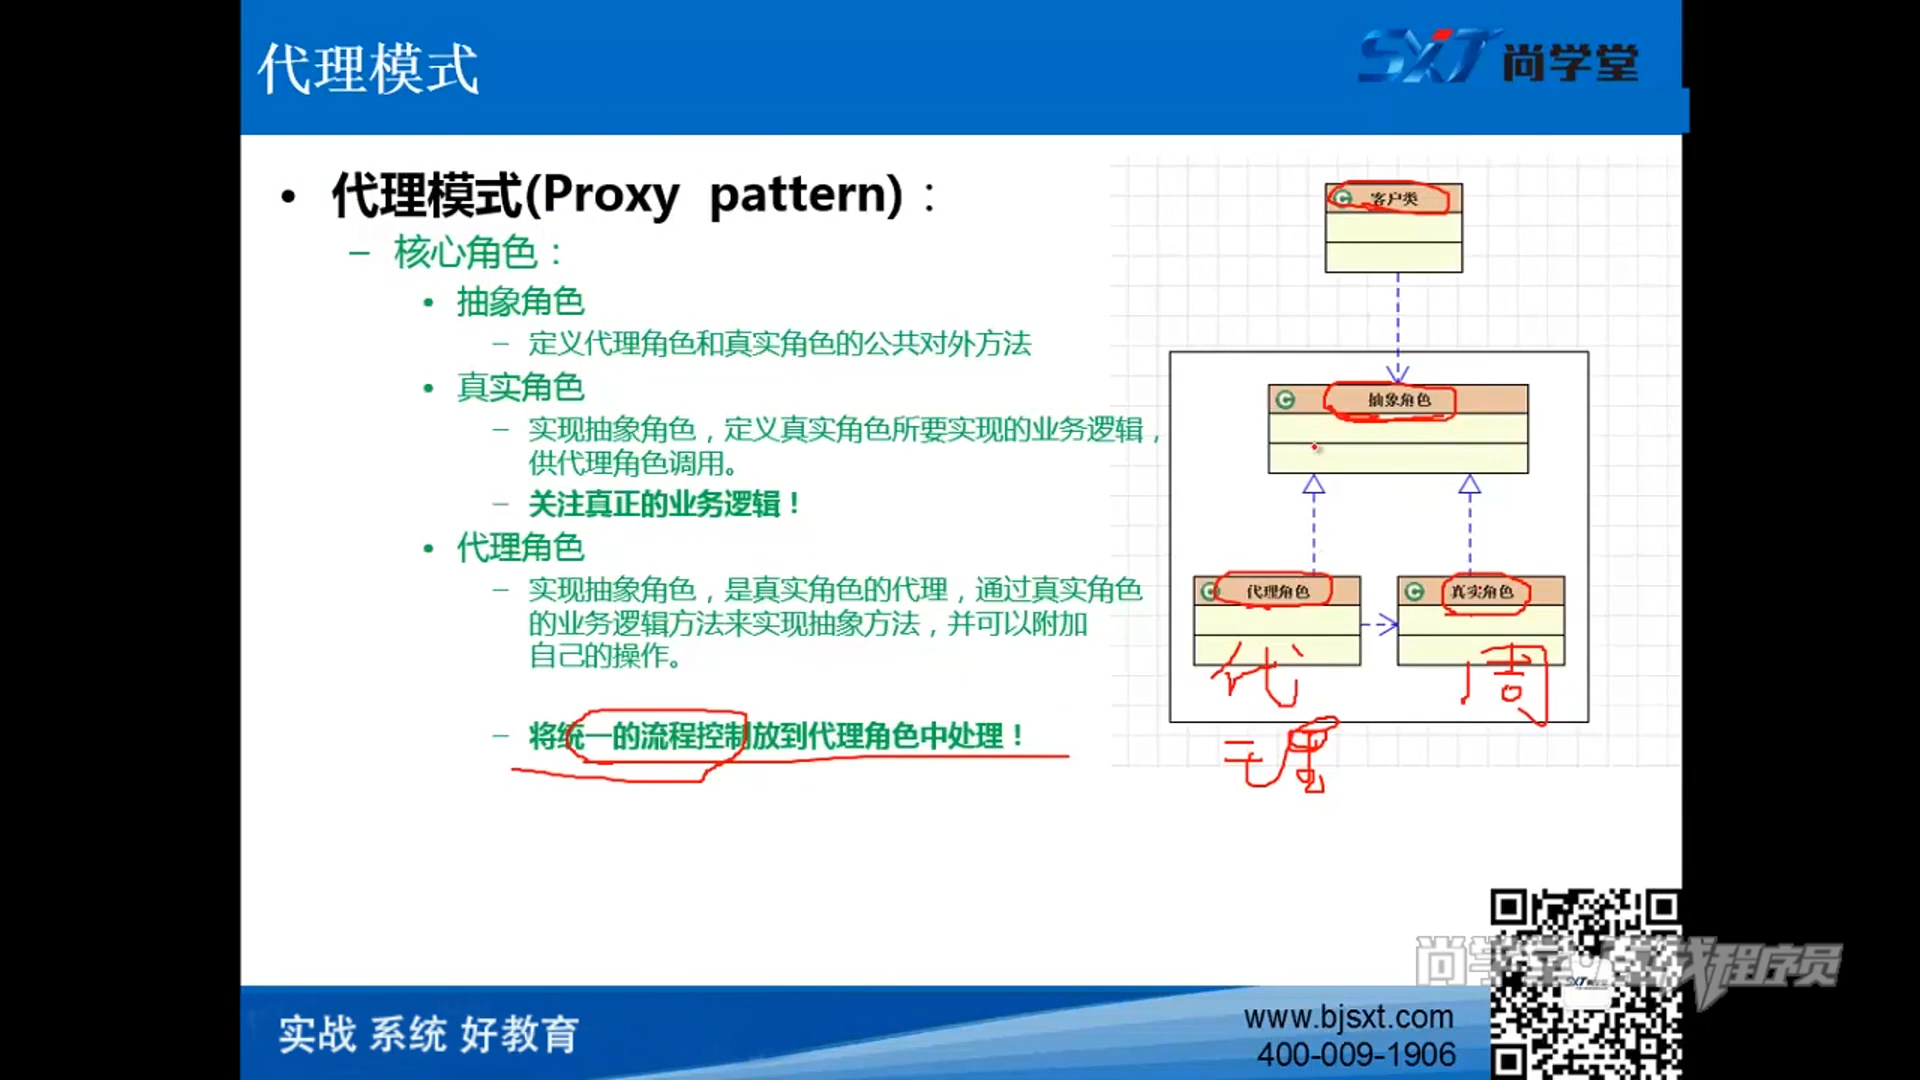 代理模式
SXT 尚学堂
• 代理模式(Proxy pattern)：
– 核心角色：
• 抽象角色
– 定义代理角色和真实角色的公共对外方法
• 真实角色
– 实现抽象角色，定义真实角色所要实现的业务逻辑，
供代理角色调用。
– 关注真正的业务逻辑！
• 代理角色
– 实现抽象角色，是真实角色的代理，通过真实角色
的业务逻辑方法来实现抽象方法，并可以附加
自己的操作。
– 将统一的流程控制放到代理角色中处理！
客户类
抽象角色
代理角色
真实角色
代
周
实战 系统 好教育
www.bjsxt.com
400-009-1906
尚学堂
程序员